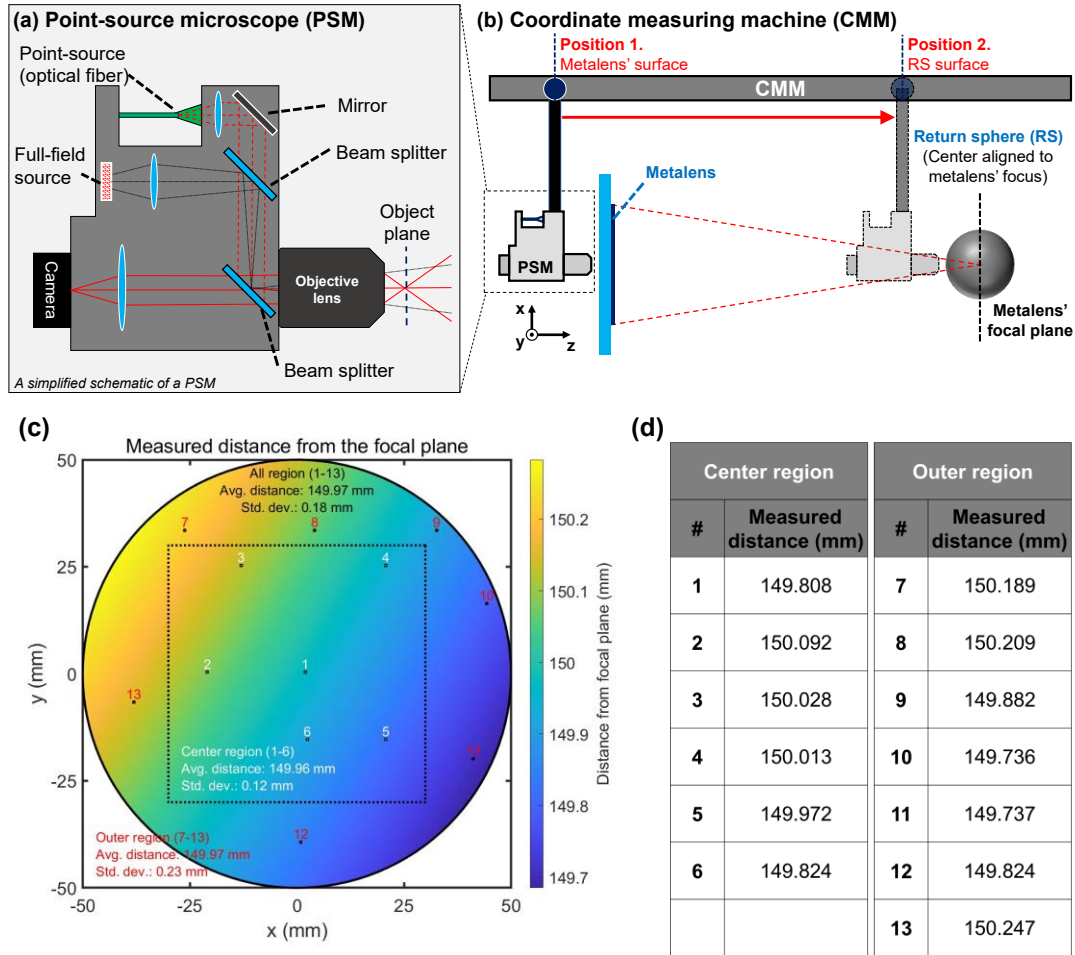 (a) Point-source microscope (PSM)
Point-source
(optical fiber)
Mirror
Full-field
source
Beam splitter
Object
plane
Camera
Objective
lens
Beam splitter
A simplified schematic of a PSM
(b) Coordinate measuring machine (CMM)
Position 1.
Metalens' surface
Position 2.
RS surface
CMM
Return sphere (RS)
(Center aligned to
metalens' focus)
Metalens
PSM
x
y
z
Metalens'
focal plane
(c)
Measured distance from the focal plane
All region (1-13)
Avg. distance: 149.97 mm
Std. dev.: 0.18 mm
7
8
9
3
4
10
2
1
13
6
5
11
Center region (1-6)
Avg. distance: 149.96 mm
Std. dev.: 0.12 mm
12
Outer region (7-13)
Avg. distance: 149.97 mm
Std. dev.: 0.23 mm
50
25
0
-25
-50
y (mm)
-50
-25
0
25
50
x (mm)
150.2
150.1
150
149.9
149.8
149.7
Distance from focal plane (mm)
(d)
Center region
Outer region
# Measured distance (mm) # Measured distance (mm)
1 149.808 7 150.189
2 150.092 8 150.209
3 150.028 9 149.882
4 150.013 10 149.736
5 149.972 11 149.737
6 149.824 12 149.824
13 150.247